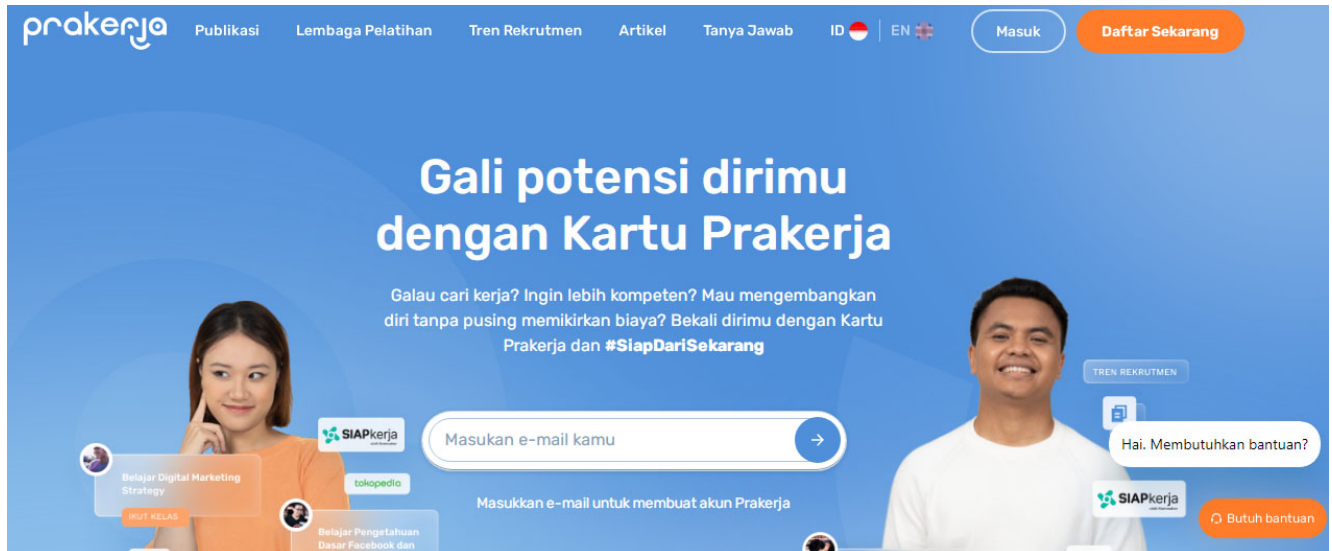 prakerja Publikasi Lembaga Pelatihan Tren Rekrutmen Artikel Tanya Jawab ID EN Masuk Daftar Sekarang
Gali potensi dirimu
dengan Kartu Prakerja
Galau cari kerja? Ingin lebih kompeten? Mau mengembangkan
diri tanpa pusing memikirkan biaya? Bekali dirimu dengan Kartu
Prakerja dan #SiapDariSekarang
TREN REKRUTMEN
SIAPkerja
Masukan e-mail kamu
Hai. Membutuhkan bantuan?
Belajar Digital Marketing
Strategy
tokopedia
IKUT KELAS
Masukkan e-mail untuk membuat akun Prakerja
SIAPkerja
Butuh bantuan
Belajar Pengetahuan
Dasar Facebook dan